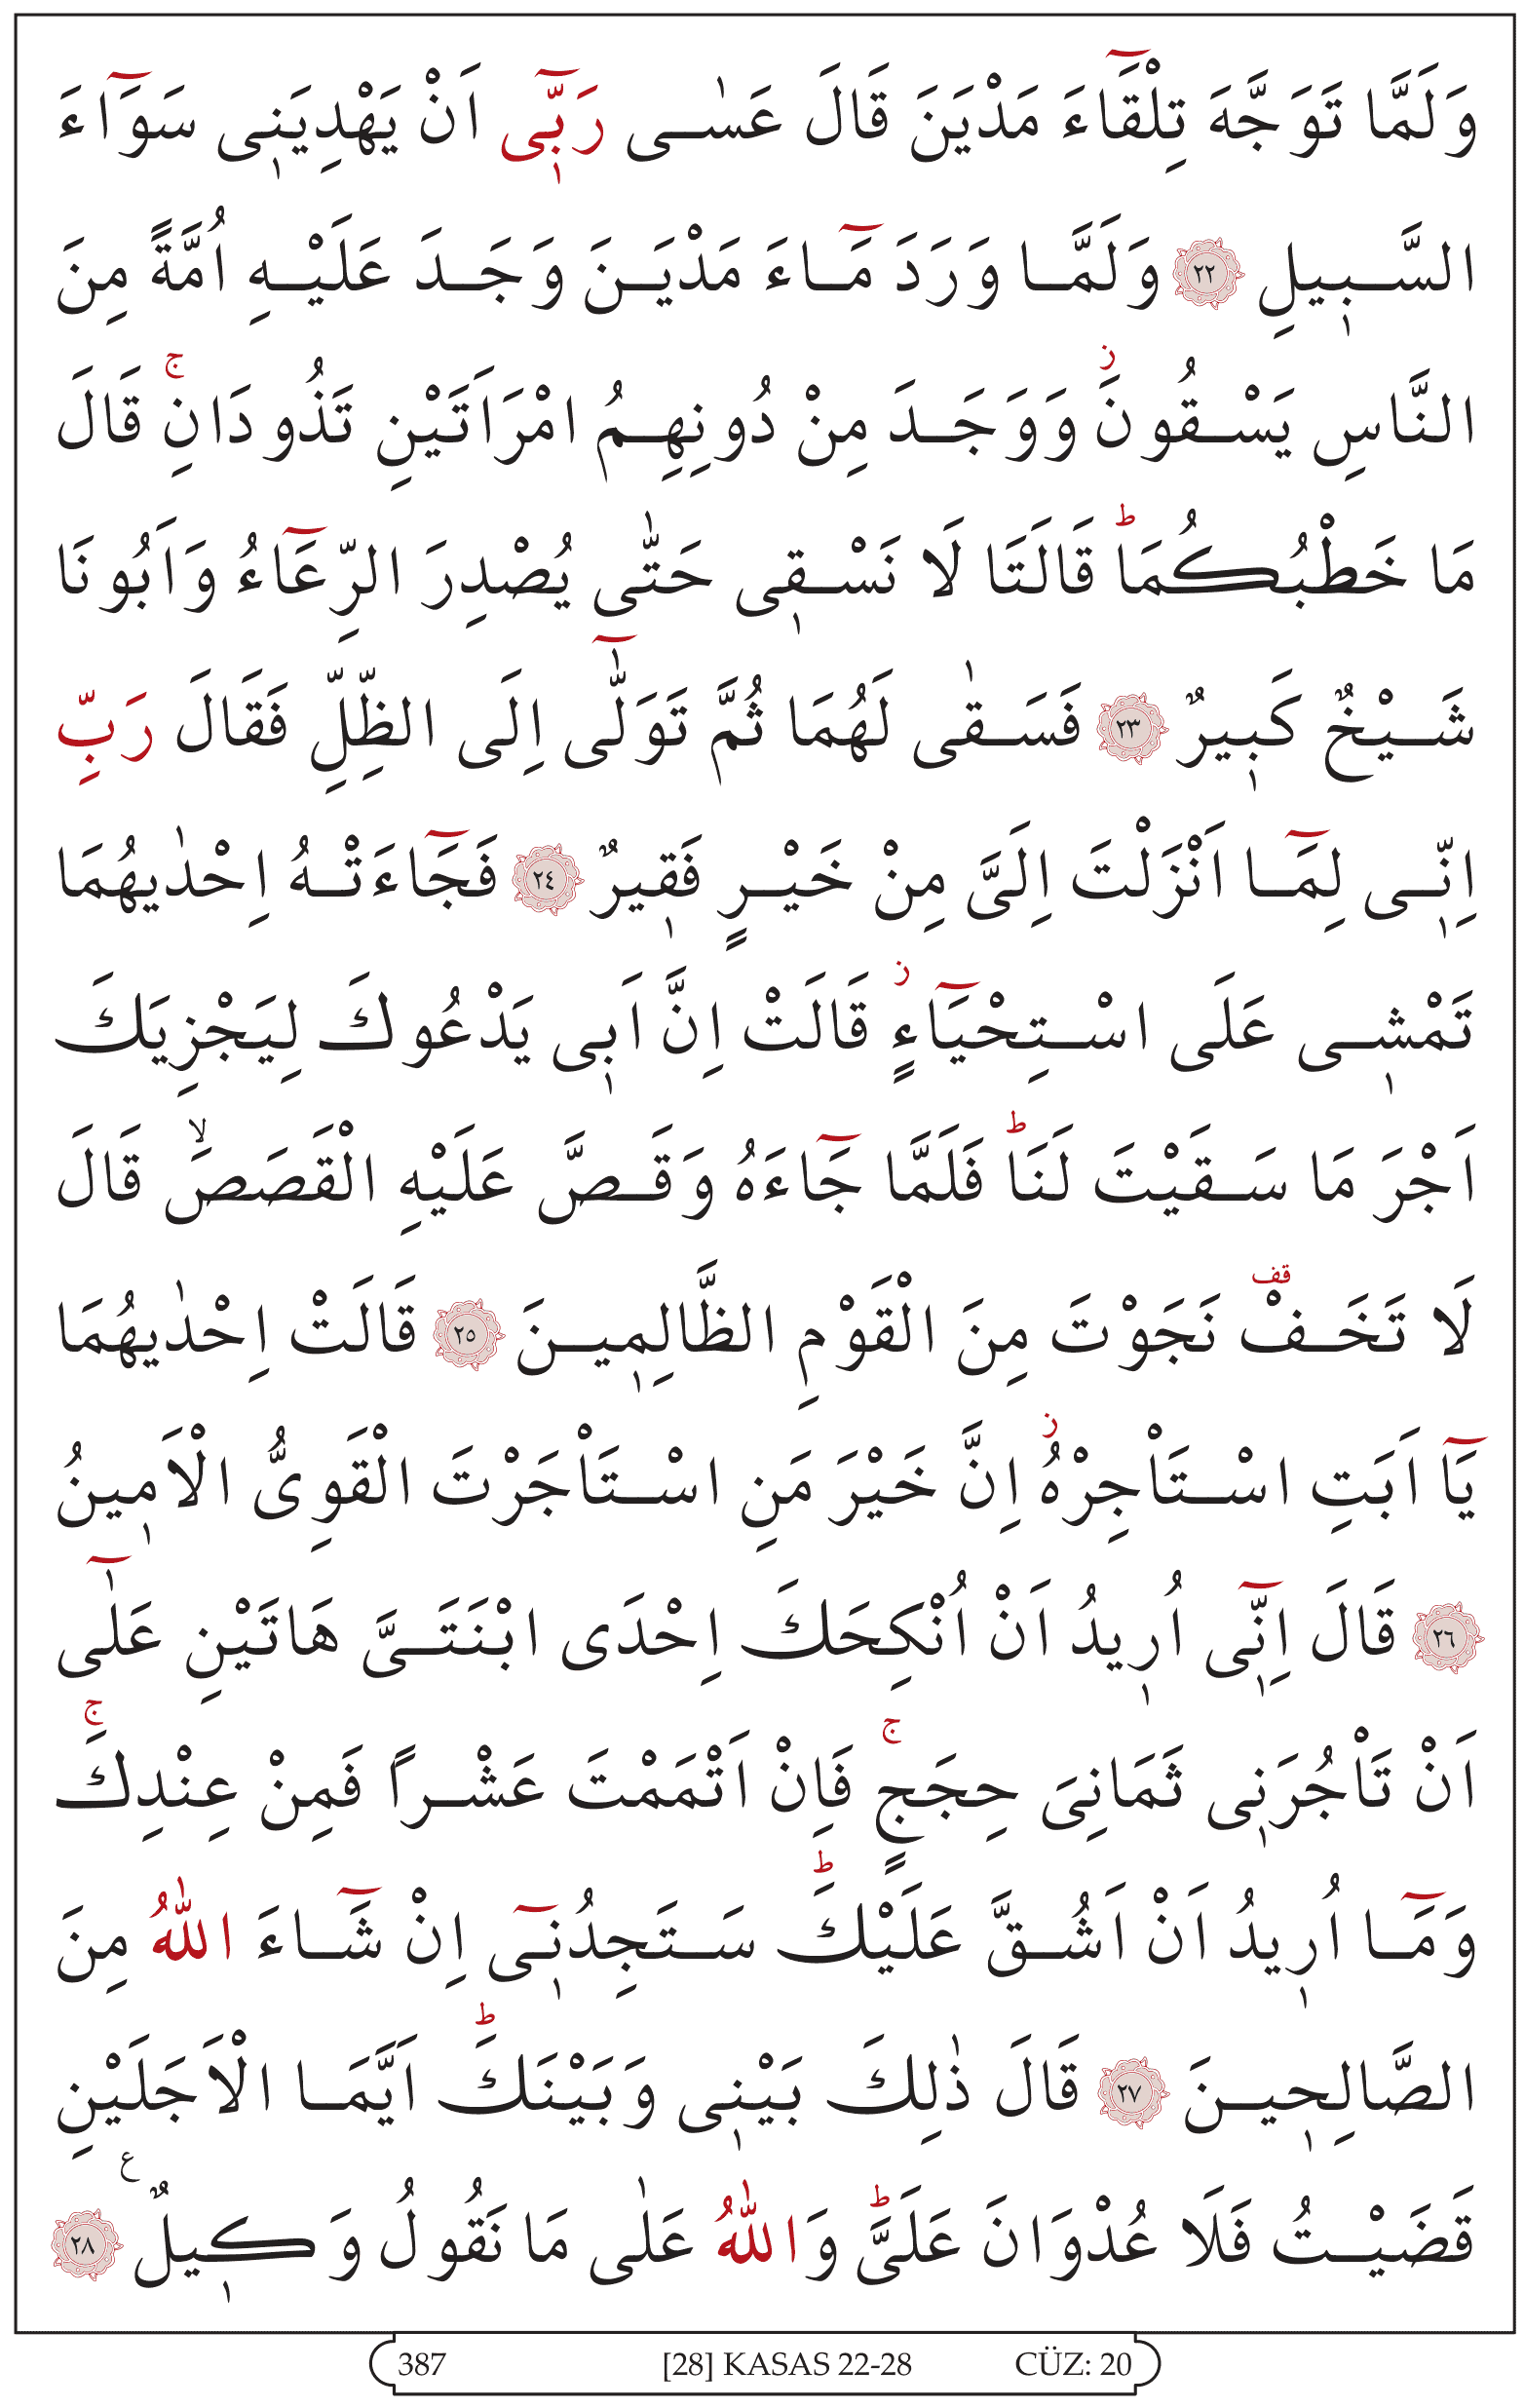 وَلَمَّا تَوَجَّهَ تِلْقَٓاءَ مَدْيَنَ قَالَ عَسٰى رَبّٖٓى اَنْ يَهْدِيَنٖى سَوَٓاءَ
السَّبٖيلِ ﴿٢٢﴾ وَلَمَّا وَرَدَ مَٓاءَ مَدْيَنَ وَجَدَ عَلَيْهِ اُمَّةً مِنَ
النَّاسِ يَسْقُونَۘز وَوَجَدَ مِنْ دُونِهِمُ امْرَاَتَيْنِ تَذُودَانِۚ قَالَ
مَا خَطْبُكُمَاؕ قَالَتَا لَا نَسْقٖى حَتّٰى يُصْدِرَ الرِّعَٓاءُ وَاَبُونَا
شَيْخٌ كَبٖيرٌ ﴿٢٣﴾ فَسَقٰى لَهُمَا ثُمَّ تَوَلّٰٓى اِلَى الظِّلِّ فَقَالَ رَبِّ
اِنّٖى لِمَٓا اَنْزَلْتَ اِلَىَّ مِنْ خَيْرٍ فَقٖيرٌ ﴿٢٤﴾ فَجَٓاءَتْهُ اِحْدٰيهُمَا
تَمْشٖى عَلَى اسْتِحْيَٓاءٍؗ قَالَتْ اِنَّ اَبٖى يَدْعُوكَ لِيَجْزِيَكَ
اَجْرَ مَا سَقَيْتَ لَنَاؕ فَلَمَّا جَٓاءَهُ وَقَصَّ عَلَيْهِ الْقَصَصَۙ قَالَ
لَا تَخَفْ قف نَجَوْتَ مِنَ الْقَوْمِ الظَّالِمٖينَ ﴿٢٥﴾ قَالَتْ اِحْدٰيهُمَا
يَٓا اَبَتِ اسْتَأْجِرْهُؗ اِنَّ خَيْرَ مَنِ اسْتَأْجَرْتَ الْقَوِىُّ الْاَمٖينُ
﴿٢٦﴾ قَالَ اِنّٖٓى اُرٖيدُ اَنْ اُنْكِحَكَ اِحْدَى ابْنَتَىَّ هَاتَيْنِ عَلٰٓى
اَنْ تَأْجُرَنٖى ثَمَانِىَ حِجَجٍۚ فَاِنْ اَتْمَمْتَ عَشْراً فَمِنْ عِنْدِكَۚ
وَمَٓا اُرٖيدُ اَنْ اَشُقَّ عَلَيْكَؕ سَتَجِدُنٖٓى اِنْ شَٓاءَ اللّٰهُ مِنَ
الصَّالِحٖينَ ﴿٢٧﴾ قَالَ ذٰلِكَ بَيْنٖى وَبَيْنَكَؕ اَيَّمَا الْاَجَلَيْنِ
قَضَيْتُ فَلَا عُدْوَانَ عَلَىَّؕ وَاللّٰهُ عَلٰى مَا نَقُولُ وَكٖيلٌ ع ﴿٢٨﴾
387 [28] KASAS 22-28 CÜZ: 20